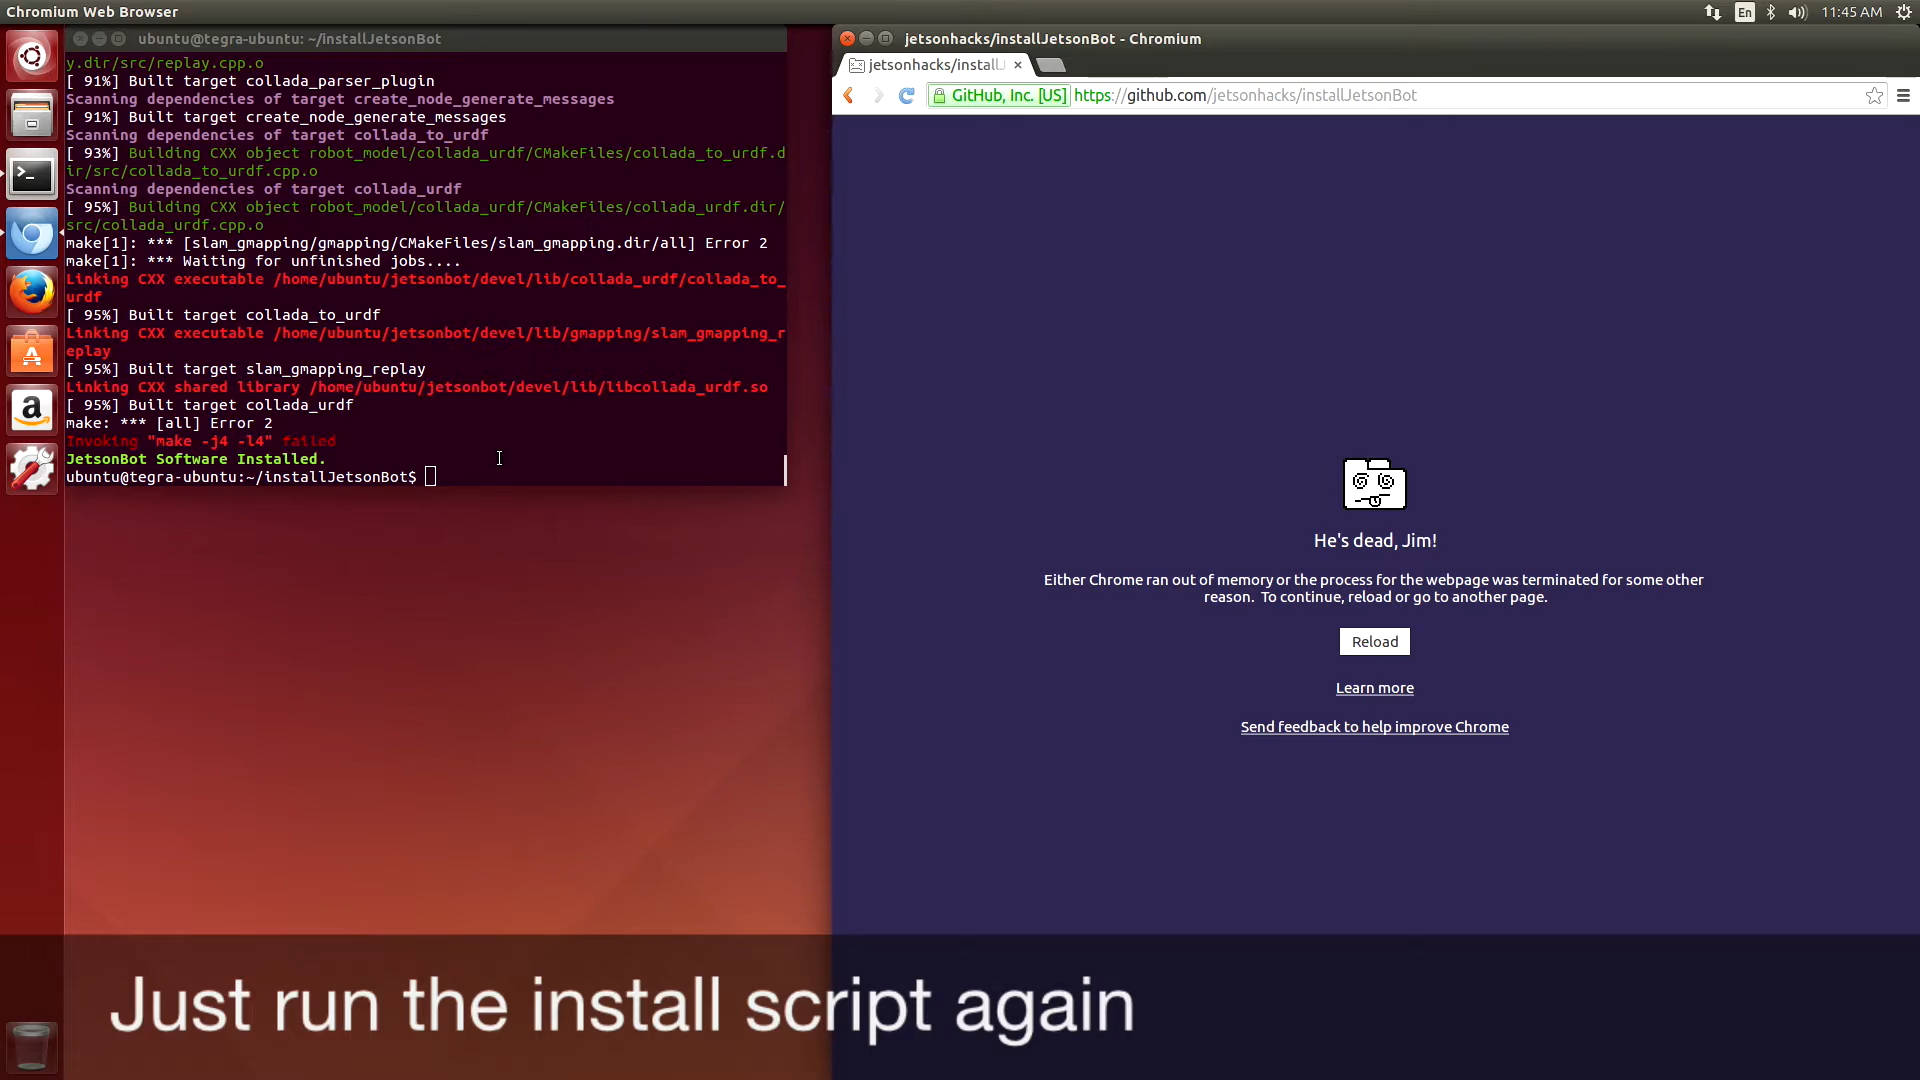 Chromium Web Browser
En
11:45 AM
ubuntu@tegra-ubuntu: ~/installJetsonBot
y.dir/src/replay.cpp.o
[ 91%] Built target collada_parser_plugin
Scanning dependencies of target create_node_generate_messages
[ 91%] Built target create_node_generate_messages
Scanning dependencies of target collada_to_urdf
[ 93%] Building CXX object robot_model/collada_urdf/CMakeFiles/collada_to_urdf.d
ir/src/collada_to_urdf.cpp.o
Scanning dependencies of target collada_urdf
[ 95%] Building CXX object robot_model/collada_urdf/CMakeFiles/collada_urdf.dir/
src/collada_urdf.cpp.o
make[1]: *** [slam_gmapping/gmapping/CMakeFiles/slam_gmapping.dir/all] Error 2
make[1]: *** Waiting for unfinished jobs....
Linking CXX executable /home/ubuntu/jetsonbot/devel/lib/collada_urdf/collada_to_
urdf
[ 95%] Built target collada_to_urdf
Linking CXX executable /home/ubuntu/jetsonbot/devel/lib/gmapping/slam_gmapping_r
eplay
[ 95%] Built target slam_gmapping_replay
Linking CXX shared library /home/ubuntu/jetsonbot/devel/lib/libcollada_urdf.so
[ 95%] Built target collada_urdf
make: *** [all] Error 2
Invoking "make -j4 -l4" failed
JetsonBot Software Installed.
ubuntu@tegra-ubuntu:~/installJetsonBot$
jetsonhacks/installJetsonBot - Chromium
jetsonhacks/installJ
GitHub, Inc. [US] https://github.com/jetsonhacks/installJetsonBot
He's dead, Jim!
Either Chrome ran out of memory or the process for the webpage was terminated for some other
reason. To continue, reload or go to another page.
Reload
Learn more
Send feedback to help improve Chrome
Just run the install script again